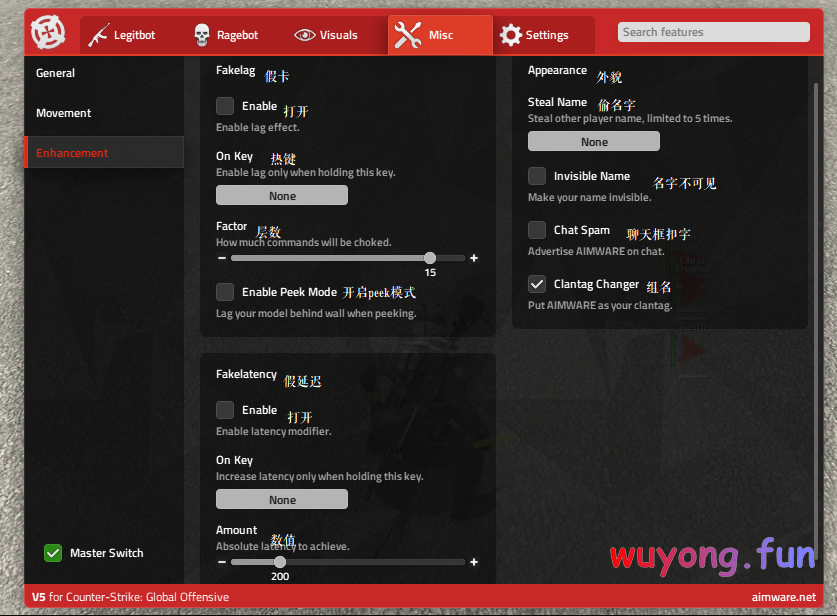 Legitbot
Ragebot
Visuals
Misc
Settings
Search features
General
Movement
Enhancement
Master Switch
Fakelag 假卡
Enable 打开
Enable lag effect.
On Key 热键
Enable lag only when holding this key.
None
Factor 层数
How much commands will be choked.
− +
15
Enable Peek Mode 开启peek模式
Lag your model behind wall when peeking.
Fakelatency 假延迟
Enable 打开
Enable latency modifier.
On Key
Increase latency only when holding this key.
None
Amount 数值
Absolute latency to achieve.
− +
200
Appearance 外貌
Steal Name 偷名字
Steal other player name, limited to 5 times.
None
Invisible Name 名字不可见
Make your name invisible.
Chat Spam 聊天框扣字
Advertise AIMWARE on chat.
Clantag Changer 组名
Put AIMWARE as your clantag.
wuyong.fun
V5 for Counter-Strike: Global Offensive
aimware.net